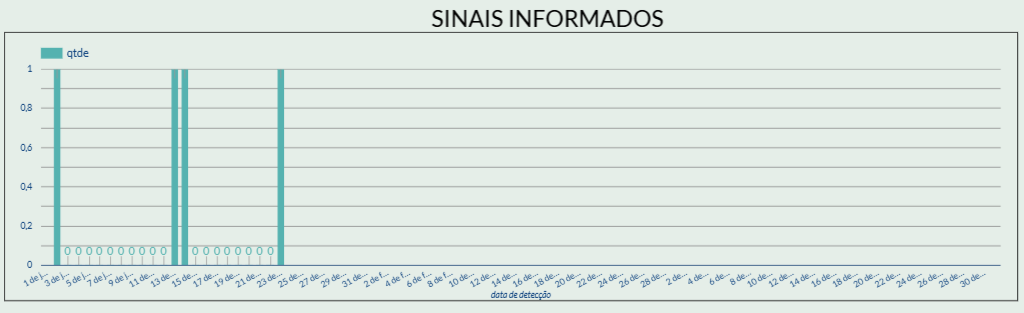 SINAIS INFORMADOS
qtde
1
0,8
0,6
0,4
0,2
0
0 0 0 0 0 0 0 0 0 0 0 0 0 0 0 0 0 0
1 de j... 3 de j... 5 de j... 7 de j... 9 de j... 11 de... 13 de... 15 de... 17 de... 19 de... 21 de... 23 de... 25 de... 27 de... 29 de... 31 de... 2 de f... 4 de f... 6 de f... 8 de f... 10 de... 12 de... 14 de... 16 de... 18 de... 20 de... 22 de... 24 de... 26 de... 28 de... 2 de... 4 de... 6 de... 8 de... 10 de... 12 de... 14 de... 16 de... 18 de... 20 de... 22 de... 24 de... 26 de... 28 de... 30 de...
data de detecção